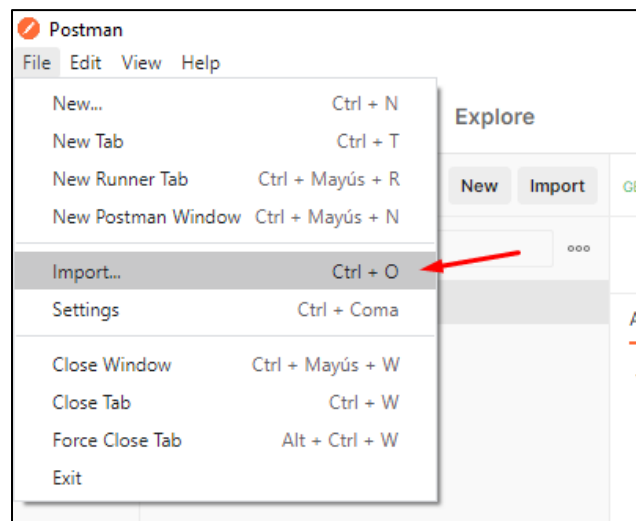 Postman
File Edit View Help
New... Ctrl + N
New Tab Ctrl + T
New Runner Tab Ctrl + Mayús + R
New Postman Window Ctrl + Mayús + N
Import... Ctrl + O
Settings Ctrl + Coma
Close Window Ctrl + Mayús + W
Close Tab Ctrl + W
Force Close Tab Alt + Ctrl + W
Exit
Explore
New Import